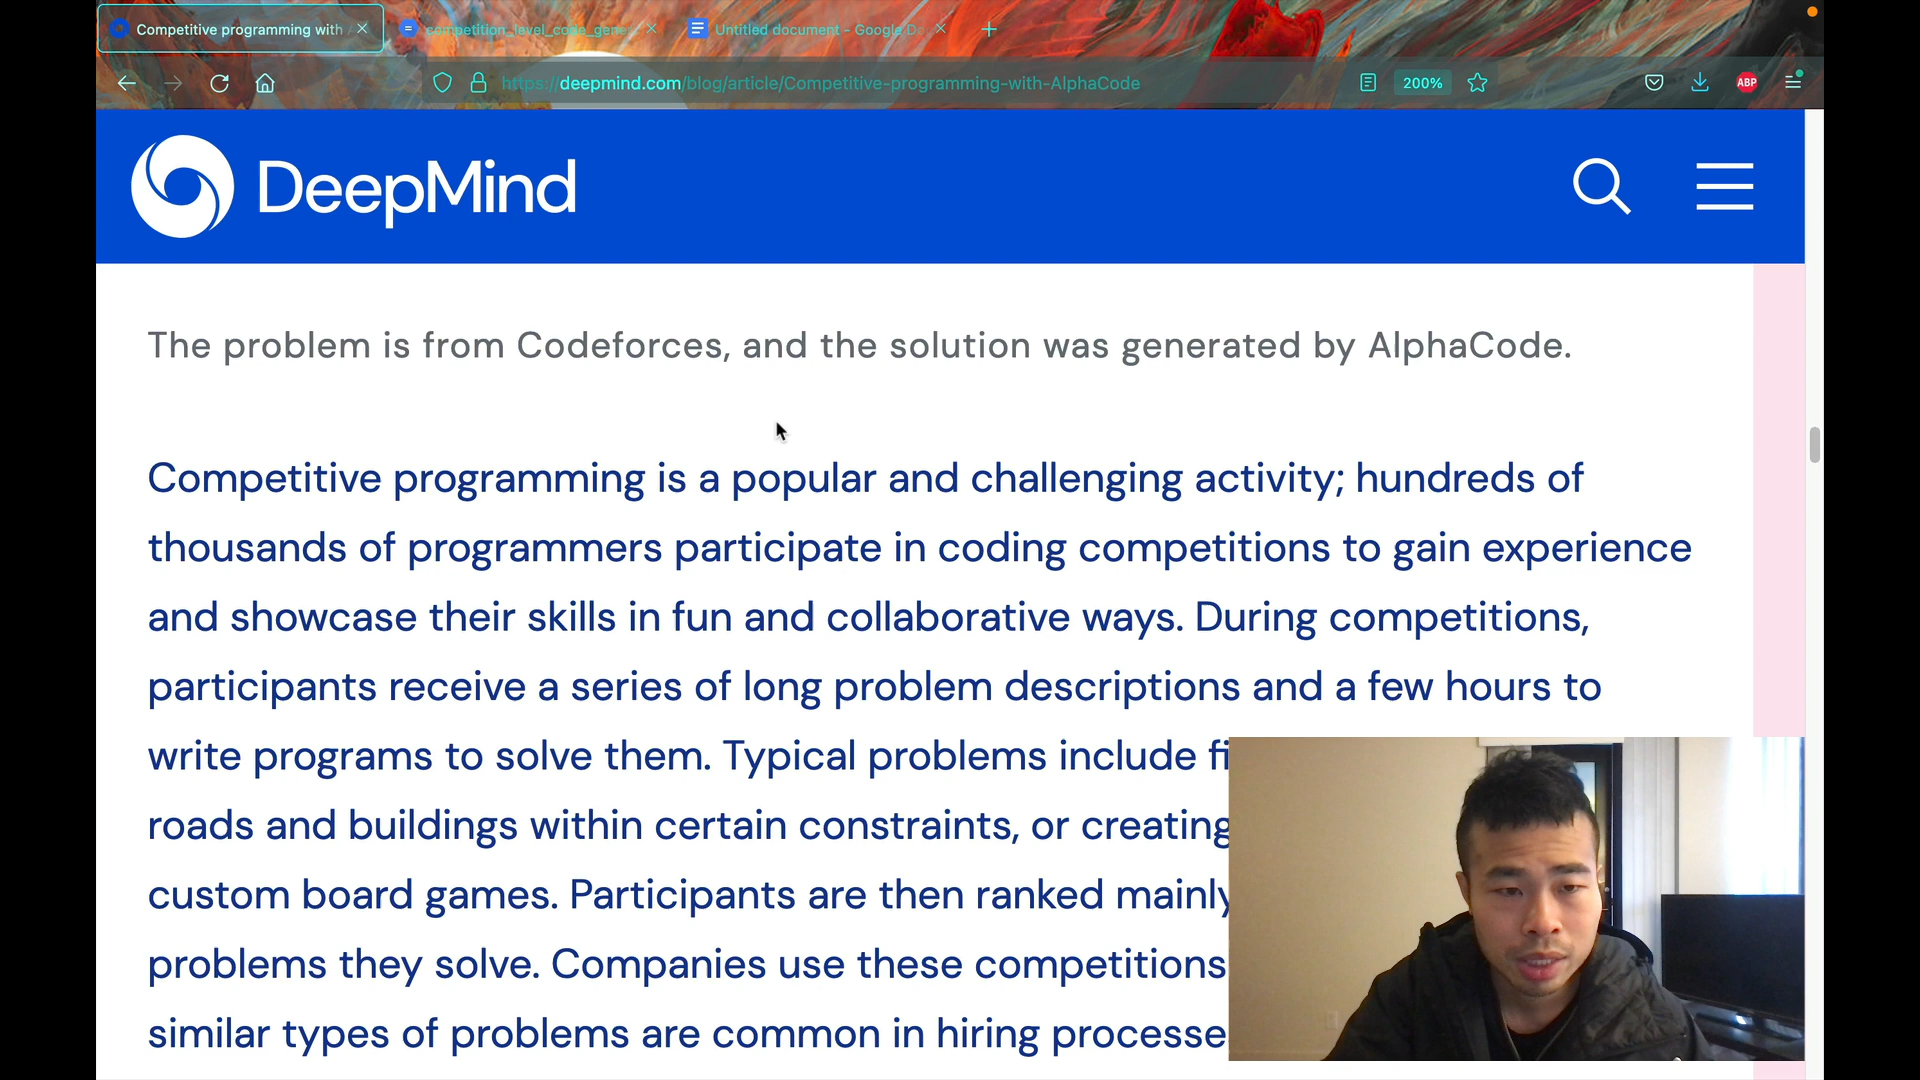 Competitive programming with
competition_level_code_gene
Untitled document - Google Do
https://deepmind.com/blog/article/Competitive-programming-with-AlphaCode
200%
ABP
DeepMind
The problem is from Codeforces, and the solution was generated by AlphaCode.
Competitive programming is a popular and challenging activity; hundreds of
thousands of programmers participate in coding competitions to gain experience
and showcase their skills in fun and collaborative ways. During competitions,
participants receive a series of long problem descriptions and a few hours to
write programs to solve them. Typical problems include fi
roads and buildings within certain constraints, or creating
custom board games. Participants are then ranked mainly
problems they solve. Companies use these competitions
similar types of problems are common in hiring processe